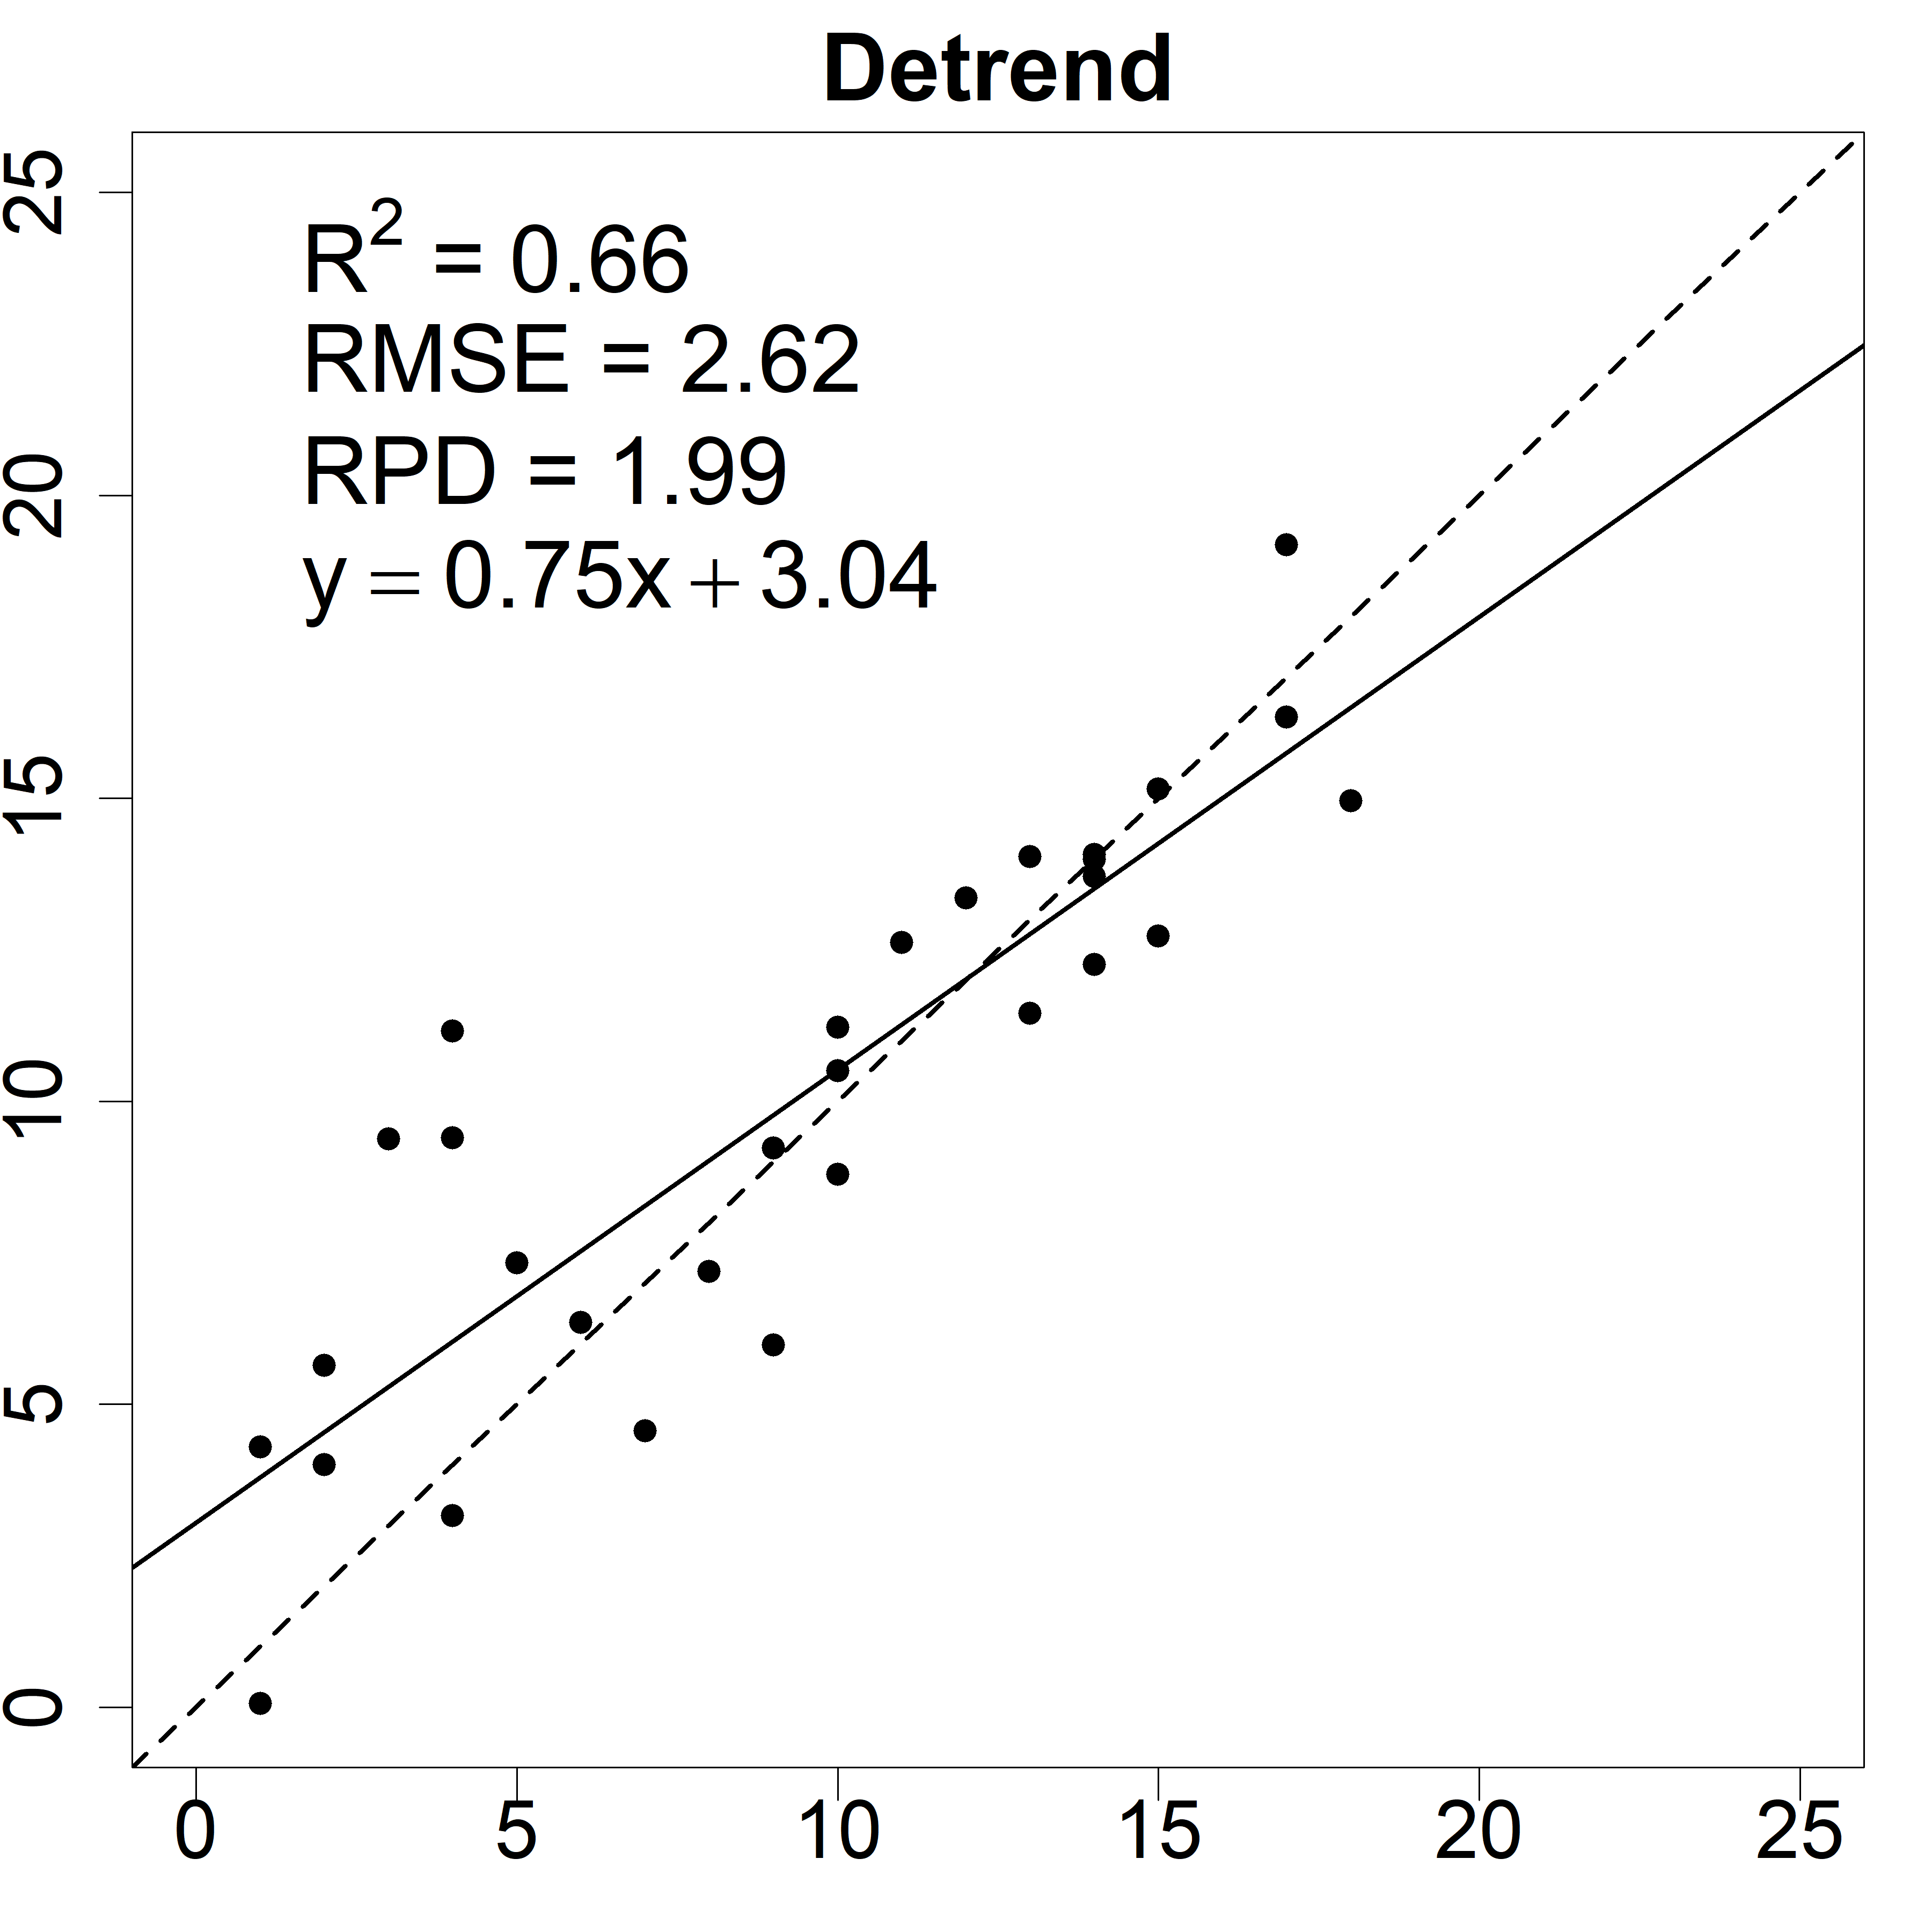 Detrend
R² = 0.66
RMSE = 2.62
RPD = 1.99
y = 0.75x + 3.04
25
20
15
10
5
0
0 5 10 15 20 25